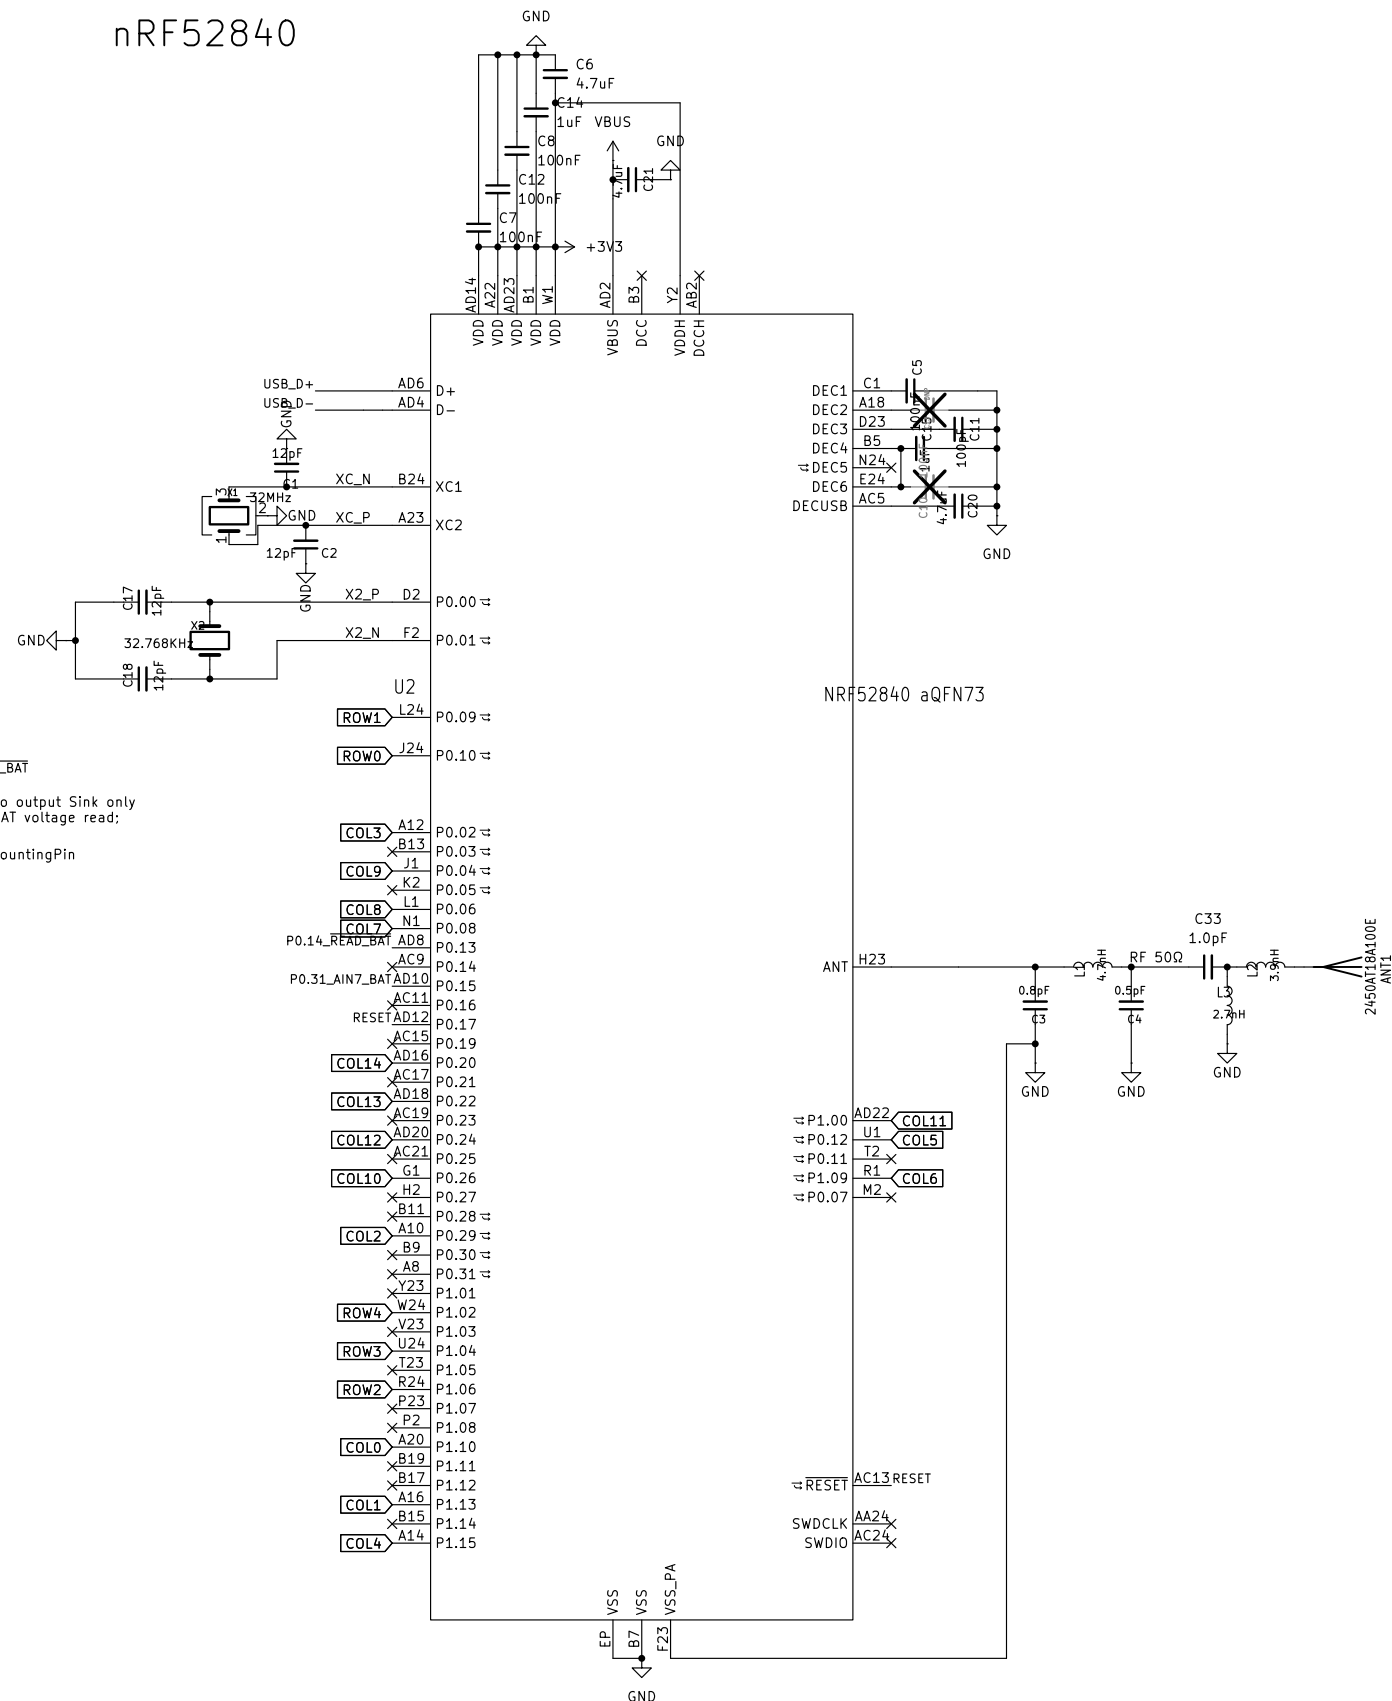 nRF52840
GND
C6
4.7uF
C14
1uF
VBUS
C8
100nF
GND
C12
100nF
4.7uF
C21
C7
100nF
+3V3
AD14
A22
AD23
B1
W1
AD2
B3
Y2
AB2
VDD
VDD
VDD
VDD
VDD
VBUS
DCC
VDDH
DCCH
USB_D+
AD6
D+
USB_D-
AD4
D-
GND
12pF
C1
XC_N
B24
XC1
X1
32MHz
3
2
1
GND
XC_P
A23
XC2
12pF
C2
GND
C17
12pF
X2_P
D2
P0.00
GND
X2
32.768KHz
X2_N
F2
P0.01
C18
12pF
U2
NRF52840 aQFN73
DEC1
C1
C5
100nF
DEC2
A18
DEC3
D23
C11
100pF
DEC4
B5
C15
1uF
DEC5
N24
DEC6
E24
DECUSB
AC5
4.7uF
C20
GND
ROW1
L24
P0.09
ROW0
J24
P0.10
_BAT
o output Sink only
AT voltage read;
ountingPin
COL3
A12
P0.02
B13
P0.03
COL9
J1
P0.04
K2
P0.05
COL8
L1
P0.06
COL7
N1
P0.08
P0.14_READ_BAT
AD8
P0.13
AC9
P0.14
P0.31_AIN7_BAT
AD10
P0.15
AC11
P0.16
RESET
AD12
P0.17
AC15
P0.19
COL14
AD16
P0.20
AC17
P0.21
COL13
AD18
P0.22
AC19
P0.23
COL12
AD20
P0.24
AC21
P0.25
COL10
G1
P0.26
H2
P0.27
B11
P0.28
COL2
A10
P0.29
B9
P0.30
A8
P0.31
Y23
P1.01
ROW4
W24
P1.02
V23
P1.03
ROW3
U24
P1.04
T23
P1.05
ROW2
R24
P1.06
P23
P1.07
P2
P1.08
COL0
A20
P1.10
B19
P1.11
B17
P1.12
COL1
A16
P1.13
B15
P1.14
COL4
A14
P1.15
ANT
H23
0.8pF
C3
GND
L1
4.7nH
RF 50Ω
0.5pF
C4
GND
C33
1.0pF
L3
2.7nH
GND
L2
3.9nH
2450AT18A100E
ANT1
P1.00
AD22
COL11
P0.12
U1
COL5
P0.11
T2
P1.09
R1
COL6
P0.07
M2
RESET
AC13
RESET
SWDCLK
AA24
SWDIO
AC24
VSS
VSS
VSS_PA
EP
B7
F23
GND